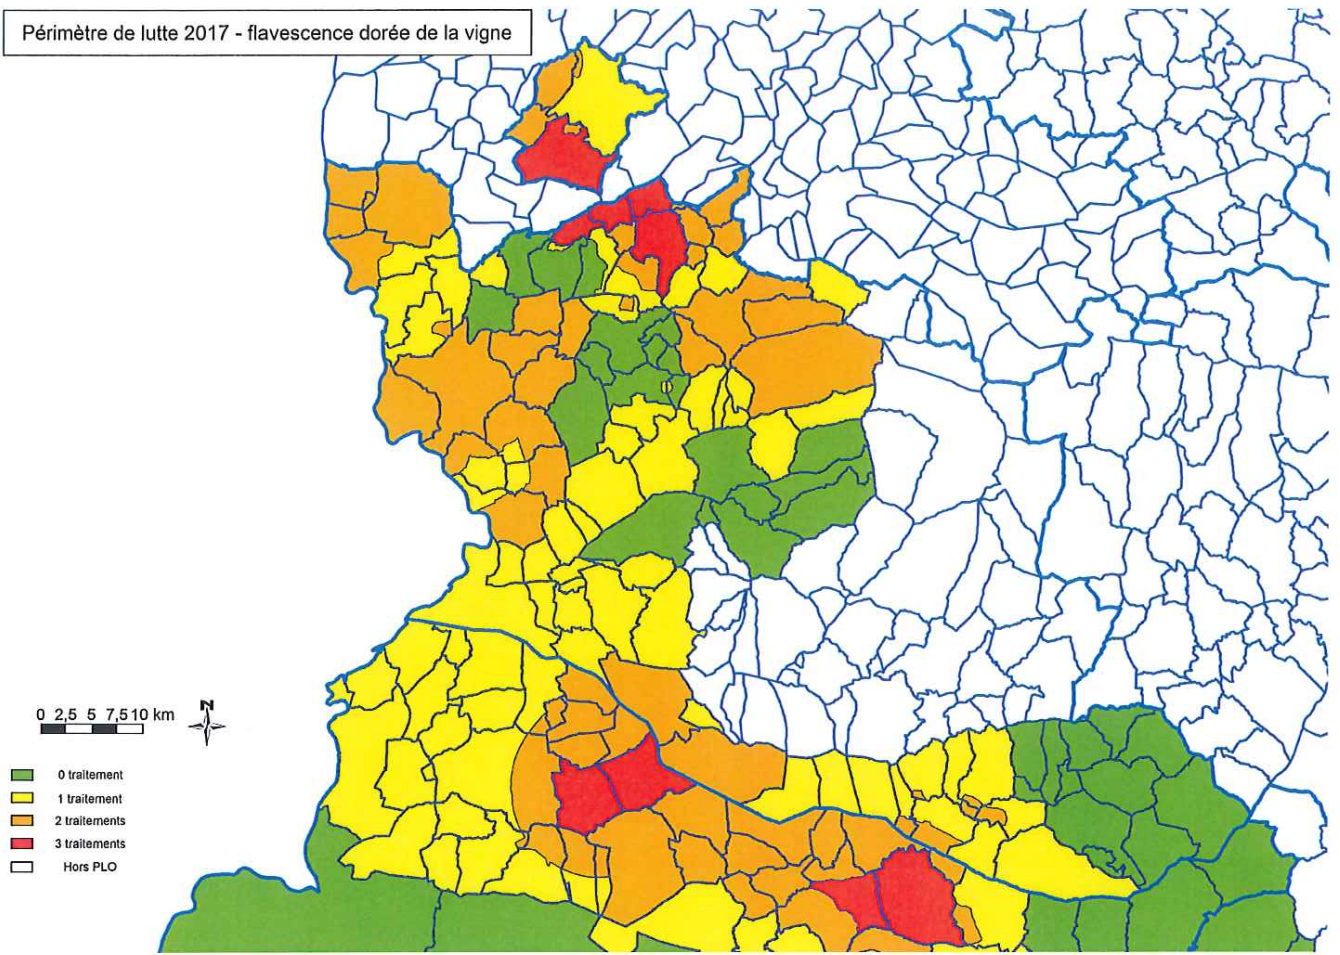 Périmètre de lutte 2017 - flavescence dorée de la vigne
0 2,5 5 7,5 10 km
N
0 traitement
1 traitement
2 traitements
3 traitements
Hors PLO